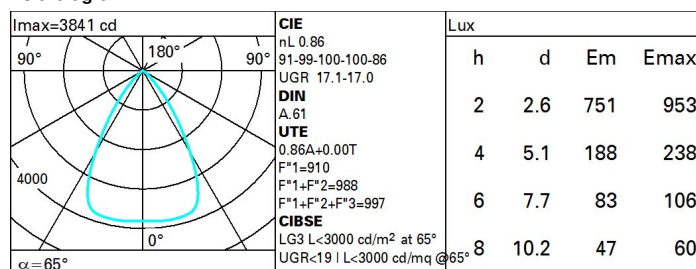 Imax=3841 cd
90° 180° 90°
4000
0°
α=65°
CIE
nL 0.86
91-99-100-100-86
UGR 17.1-17.0
DIN
A.61
UTE
0.86A+0.00T
F"1=910
F"1+F"2=988
F"1+F"2+F"3=997
CIBSE
LG3 L<3000 cd/m² at 65°
UGR<19 | L<3000 cd/mq @65°
Lux
h d Em Emax
2 2.6 751 953
4 5.1 188 238
6 7.7 83 106
8 10.2 47 60